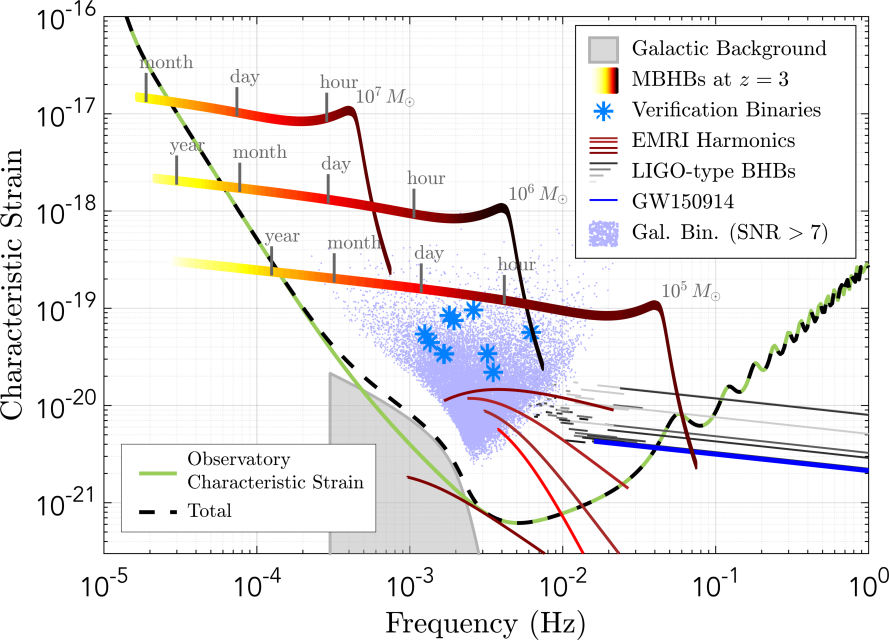 10-16
10-17
10-18
10-19
10-20
10-21
Characteristic Strain
month
day
hour
10^7 M☉
year
month
day
hour
10^6 M☉
year
month
day
hour
10^5 M☉
Galactic Background
MBHBs at z = 3
Verification Binaries
EMRI Harmonics
LIGO-type BHBs
GW150914
Gal. Bin. (SNR > 7)
Observatory
Characteristic Strain
Total
10-5
10-4
10-3
10-2
10-1
100
Frequency (Hz)